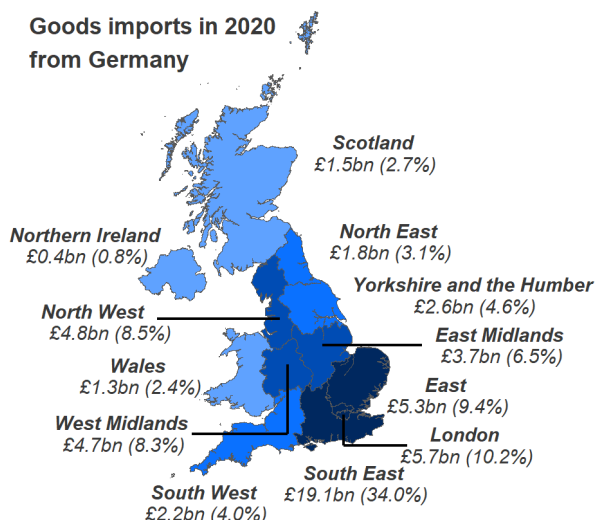 Goods imports in 2020
from Germany
Scotland
£1.5bn (2.7%)
Northern Ireland
£0.4bn (0.8%)
North East
£1.8bn (3.1%)
Yorkshire and the Humber
£2.6bn (4.6%)
North West
£4.8bn (8.5%)
East Midlands
£3.7bn (6.5%)
Wales
£1.3bn (2.4%)
East
£5.3bn (9.4%)
West Midlands
£4.7bn (8.3%)
London
£5.7bn (10.2%)
South East
£19.1bn (34.0%)
South West
£2.2bn (4.0%)